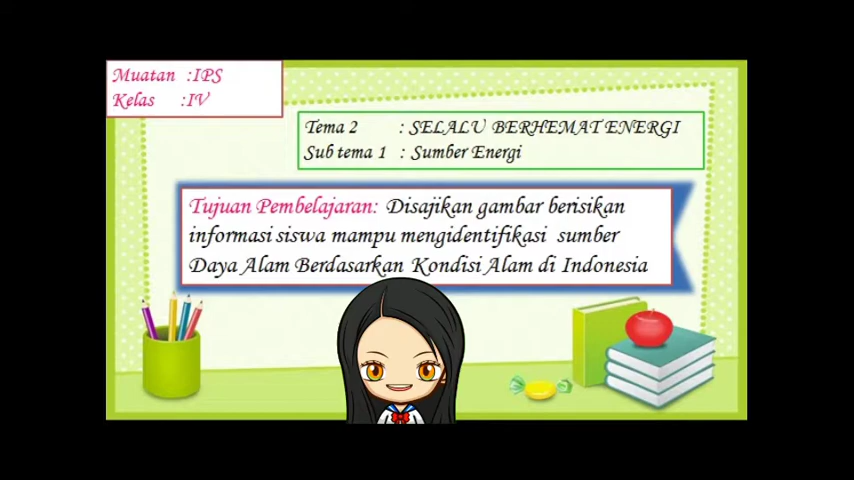 Muatan :IPS
Kelas :IV
Tema 2 : SELALU BERHEMAT ENERGI
Sub tema 1 : Sumber Energi
Tujuan Pembelajaran: Disajikan gambar berisikan
informasi siswa mampu mengidentifikasi sumber
Daya Alam Berdasarkan Kondisi Alam di Indonesia